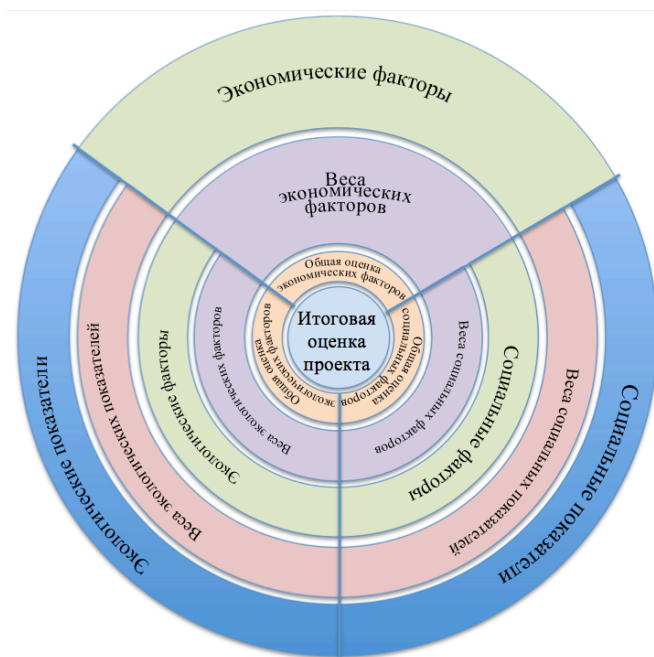 Экономические факторы
Веса
экономических
факторов
Общая оценка
экономических факторов
Итоговая
оценка
проекта
Общая оценка
социальных факторов
Веса социальных факторов
Социальные факторы
Веса социальных показателей
Социальные показатели
Общая оценка
экологических факторов
Веса экологических факторов
Экологические факторы
Веса экологических показателей
Экологические показатели